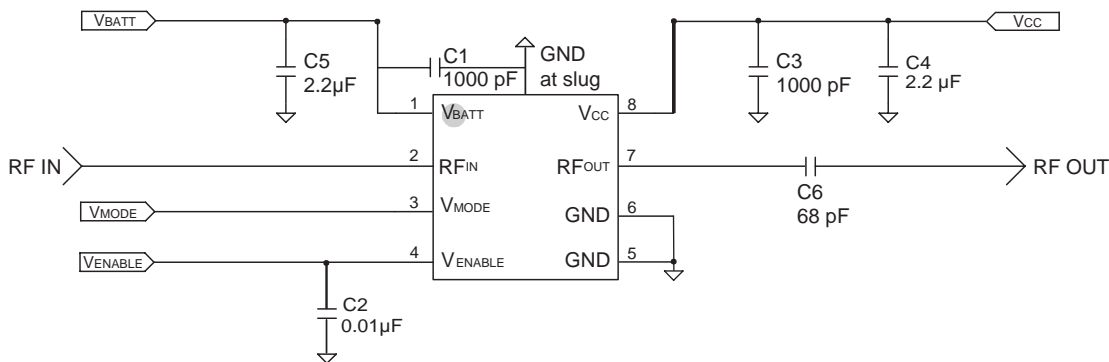 VBATT
VCC
C5
2.2µF
C1
1000 pF
GND
at slug
C3
1000 pF
C4
2.2 µF
1
VBATT
VCC
8
RF IN
2
RFIN
RFOUT
7
RF OUT
C6
68 pF
VMODE
3
VMODE
GND
6
VENABLE
4
VENABLE
GND
5
C2
0.01µF